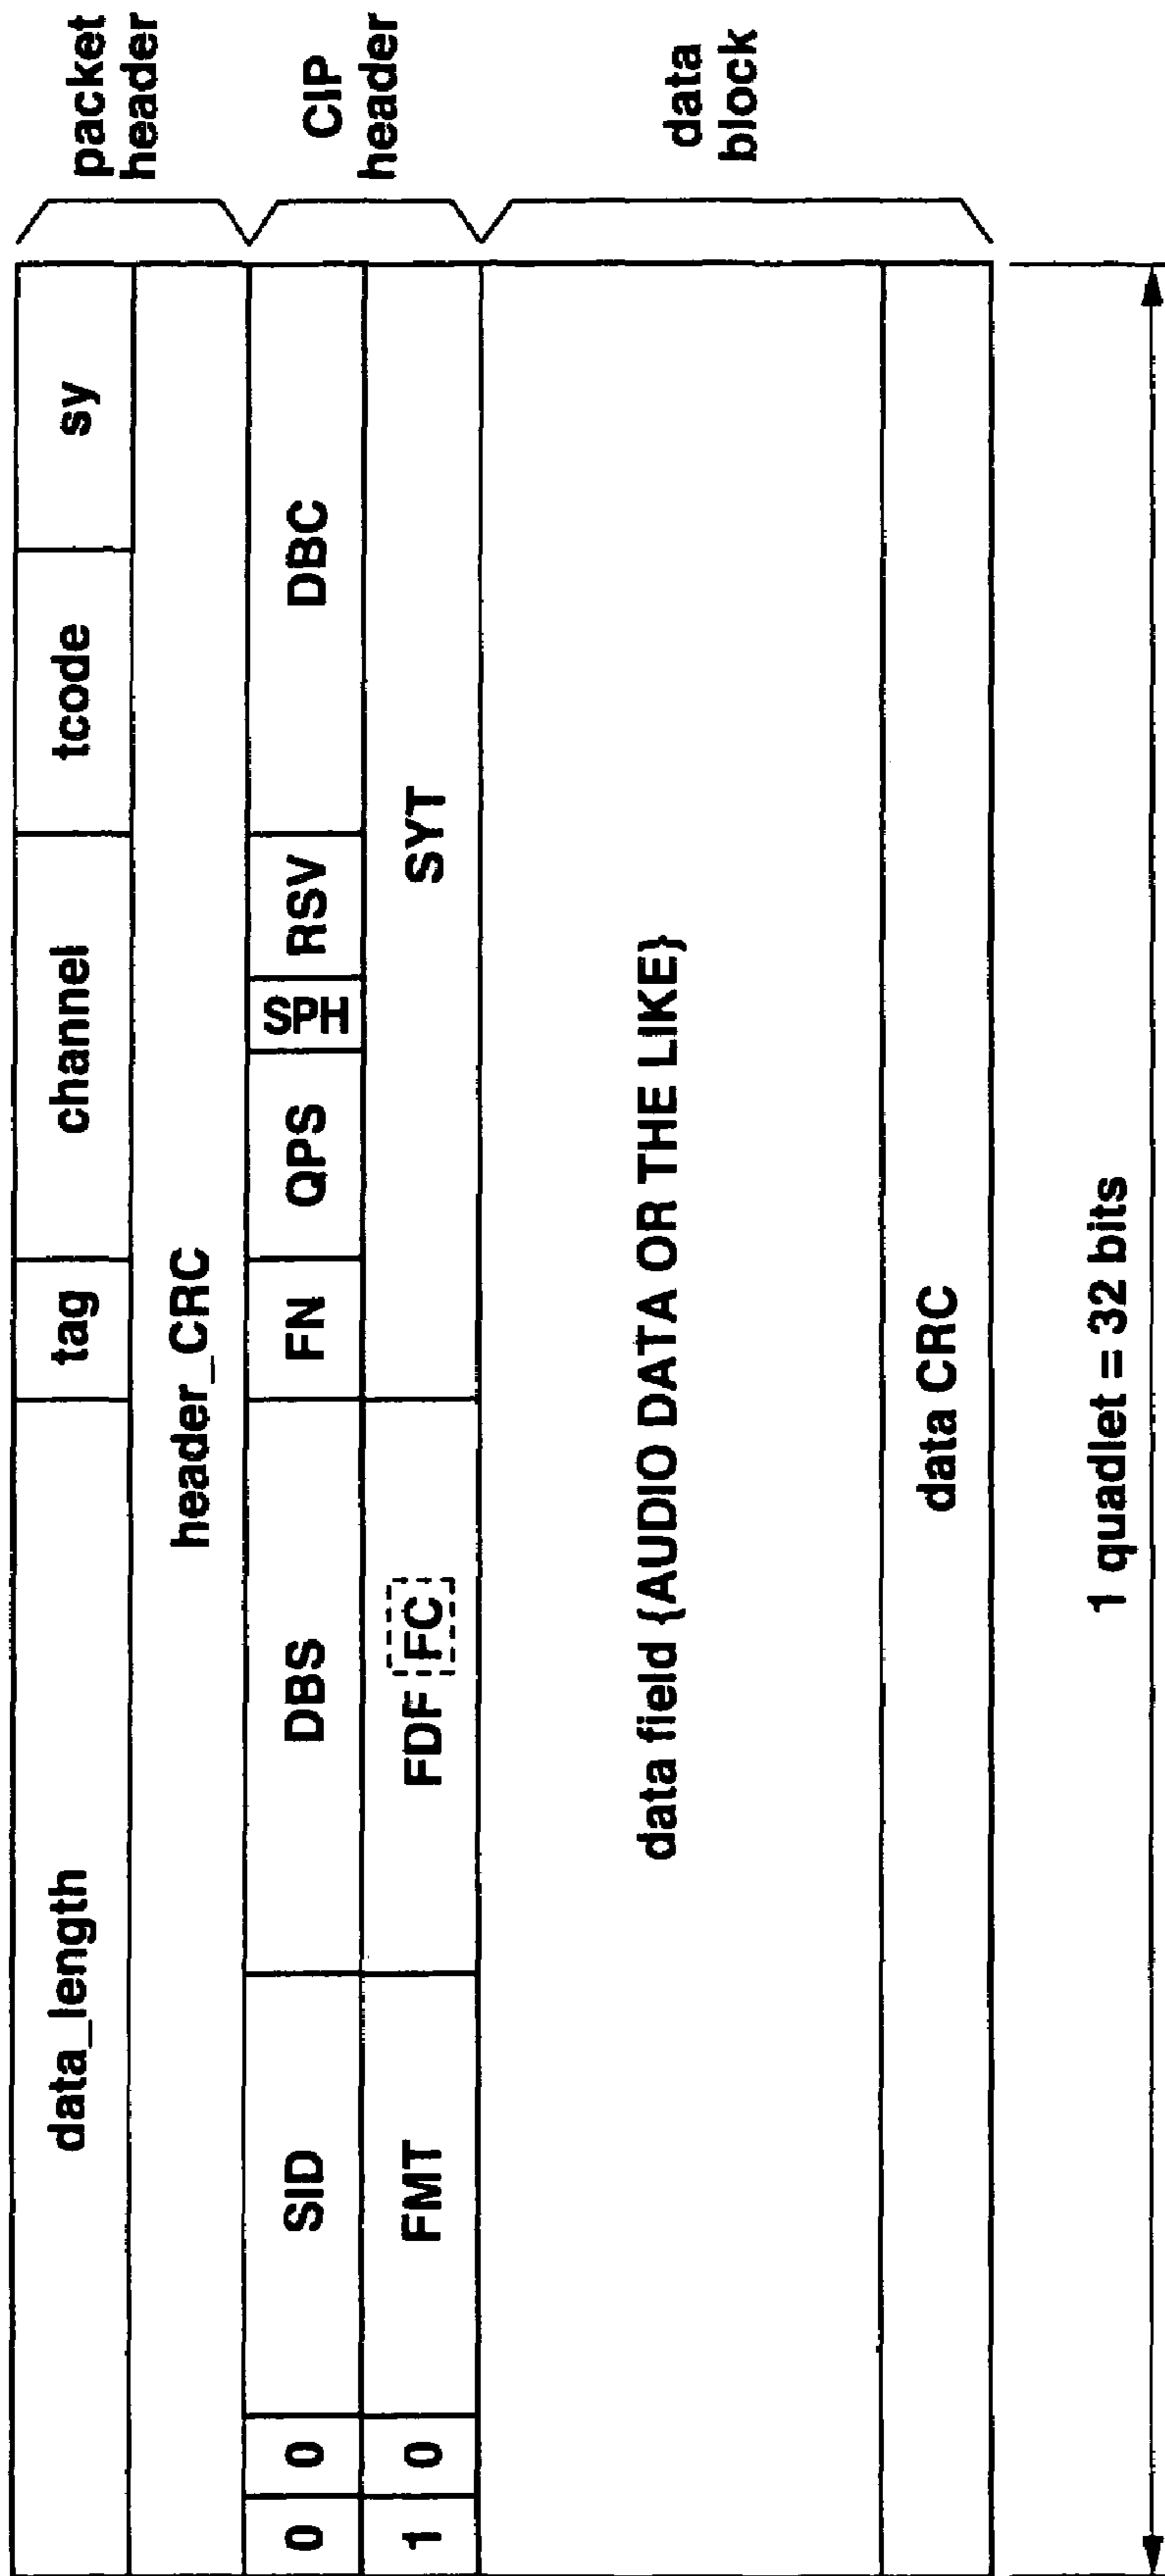 data_length tag channel tcode sy
packet
header
header_CRC
0 0 SID DBS FN QPS SPH RSV DBC
CIP
header
1 0 FMT FDF FC SYT
data field {AUDIO DATA OR THE LIKE}
data
block
data CRC
1 quadlet = 32 bits